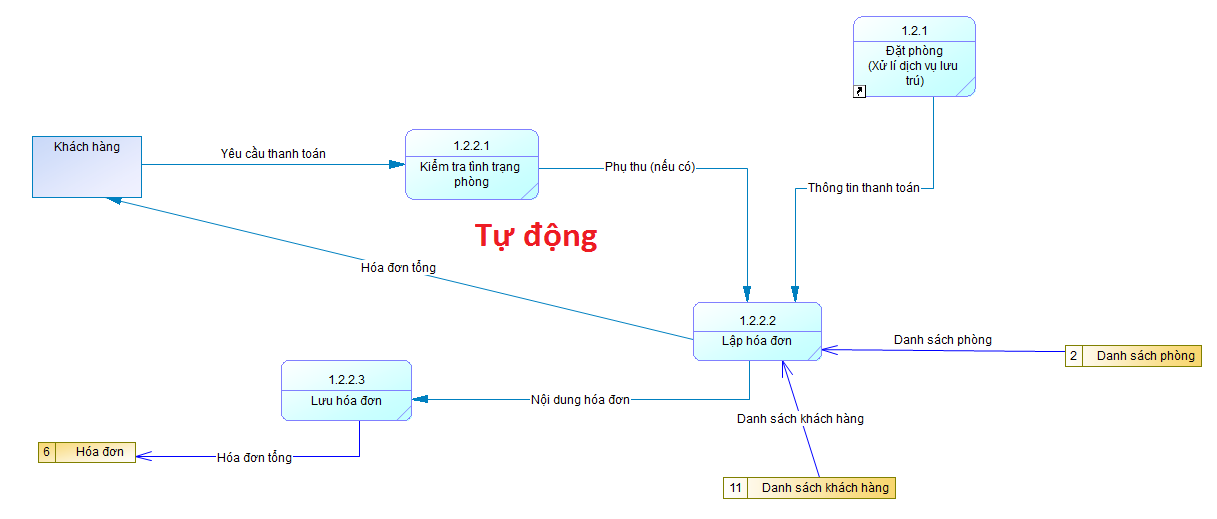 1.2.1
Đặt phòng
(Xử lí dịch vụ lưu
trú)
Khách hàng
Yêu cầu thanh toán
1.2.2.1
Kiểm tra tình trạng
phòng
Phụ thu (nếu có)
Thông tin thanh toán
Tự động
Hóa đơn tổng
1.2.2.2
Lập hóa đơn
Danh sách phòng
2 Danh sách phòng
1.2.2.3
Lưu hóa đơn
Nội dung hóa đơn
Danh sách khách hàng
6 Hóa đơn
Hóa đơn tổng
11 Danh sách khách hàng